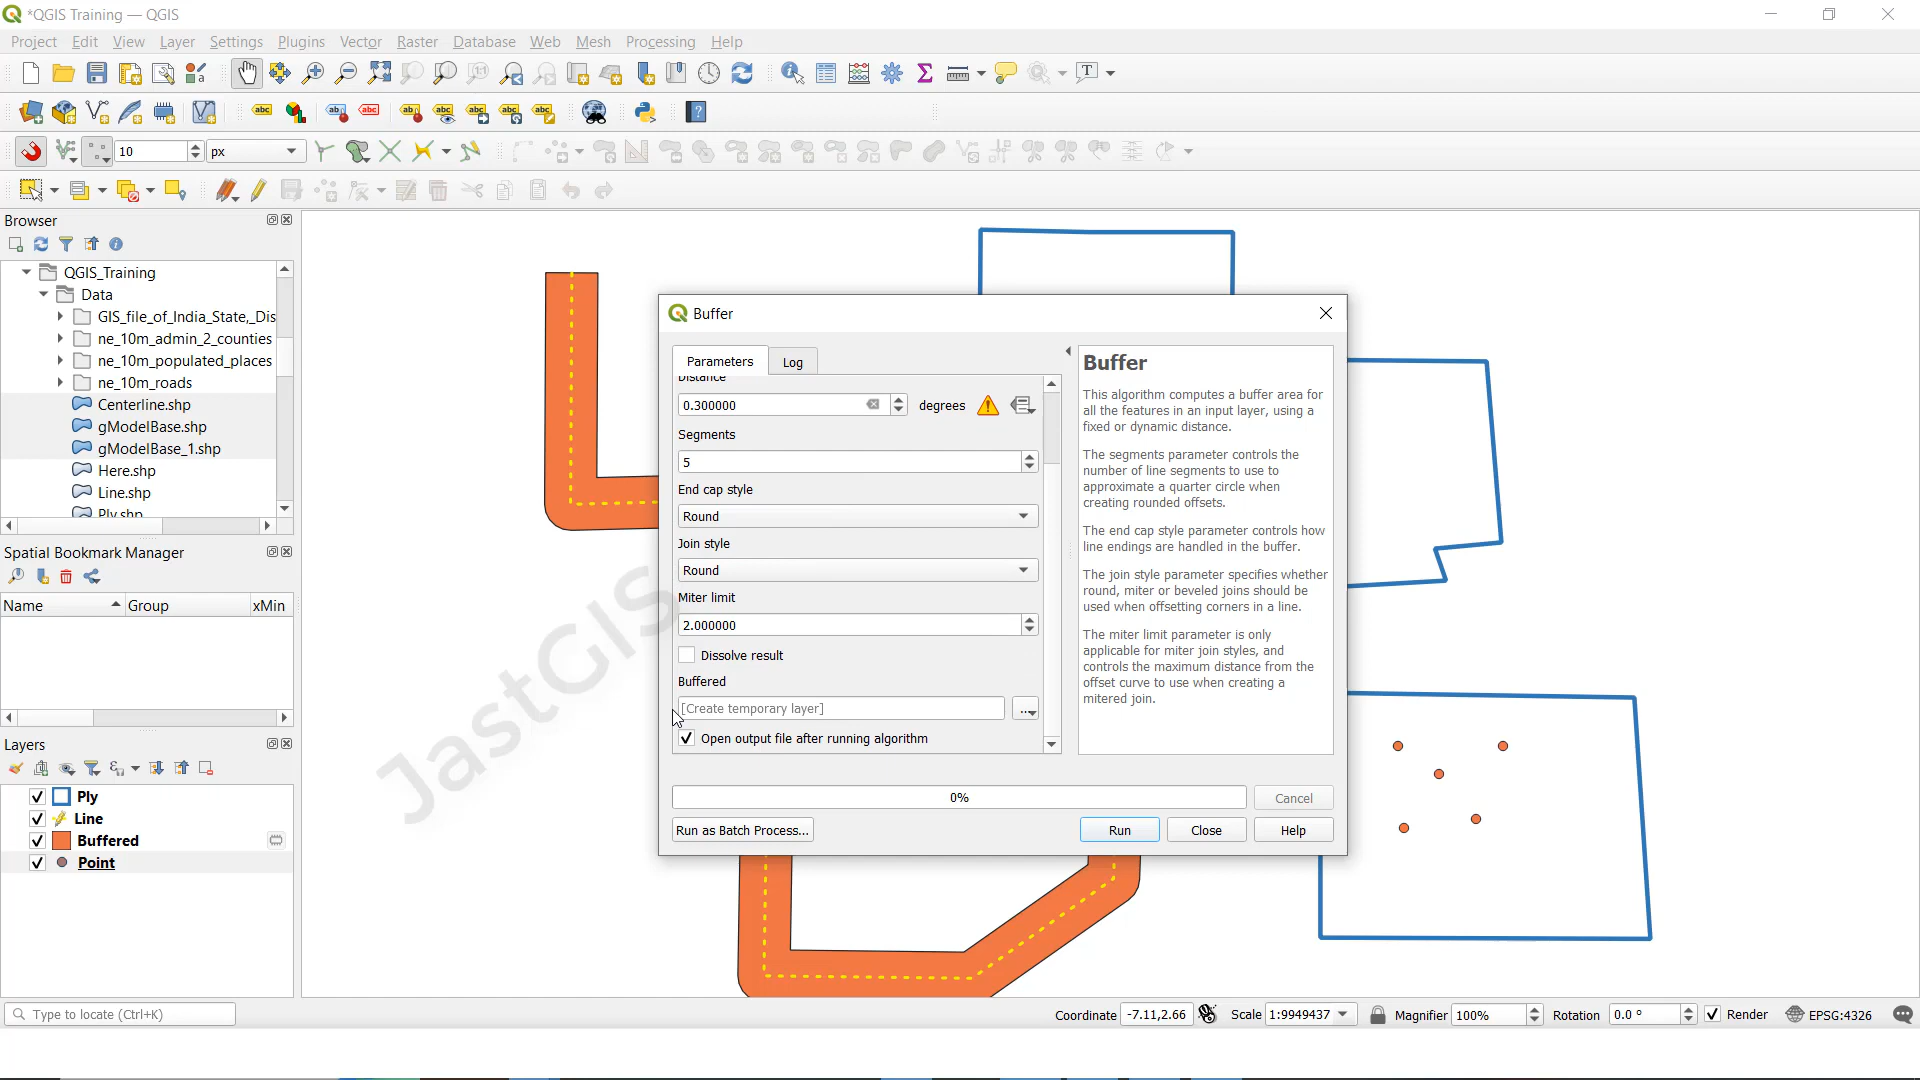 *QGIS Training — QGIS
Project Edit View Layer Settings Plugins Vector Raster Database Web Mesh Processing Help
10 px
Browser
QGIS_Training
Data
GIS_file_of_India_State,_Dis
ne_10m_admin_2_counties
ne_10m_populated_places
ne_10m_roads
Centerline.shp
gModelBase.shp
gModelBase_1.shp
Here.shp
Line.shp
Ply.shp
Spatial Bookmark Manager
Name Group xMin
Layers
Ply
Line
Buffered
Point
Buffer
Parameters Log
Distance
0.300000 degrees
Segments
5
End cap style
Round
Join style
Round
Miter limit
2.000000
Dissolve result
Buffered
[Create temporary layer]
Open output file after running algorithm
Buffer
This algorithm computes a buffer area for
all the features in an input layer, using a
fixed or dynamic distance.
The segments parameter controls the
number of line segments to use to
approximate a quarter circle when
creating rounded offsets.
The end cap style parameter controls how
line endings are handled in the buffer.
The join style parameter specifies whether
round, miter or beveled joins should be
used when offsetting corners in a line.
The miter limit parameter is only
applicable for miter join styles, and
controls the maximum distance from the
offset curve to use when creating a
mitered join.
0% Cancel
Run as Batch Process... Run Close Help
JastGIS
Type to locate (Ctrl+K) Coordinate -7.11,2.66 Scale 1:9949437 Magnifier 100% Rotation 0.0 ° Render EPSG:4326